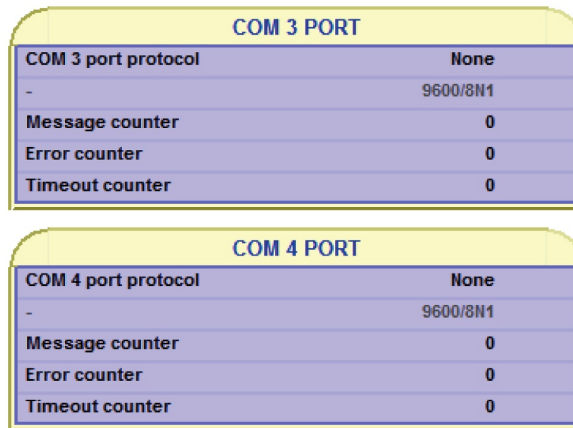 COM 3 PORT
COM 3 port protocol None
- 9600/8N1
Message counter 0
Error counter 0
Timeout counter 0
COM 4 PORT
COM 4 port protocol None
- 9600/8N1
Message counter 0
Error counter 0
Timeout counter 0